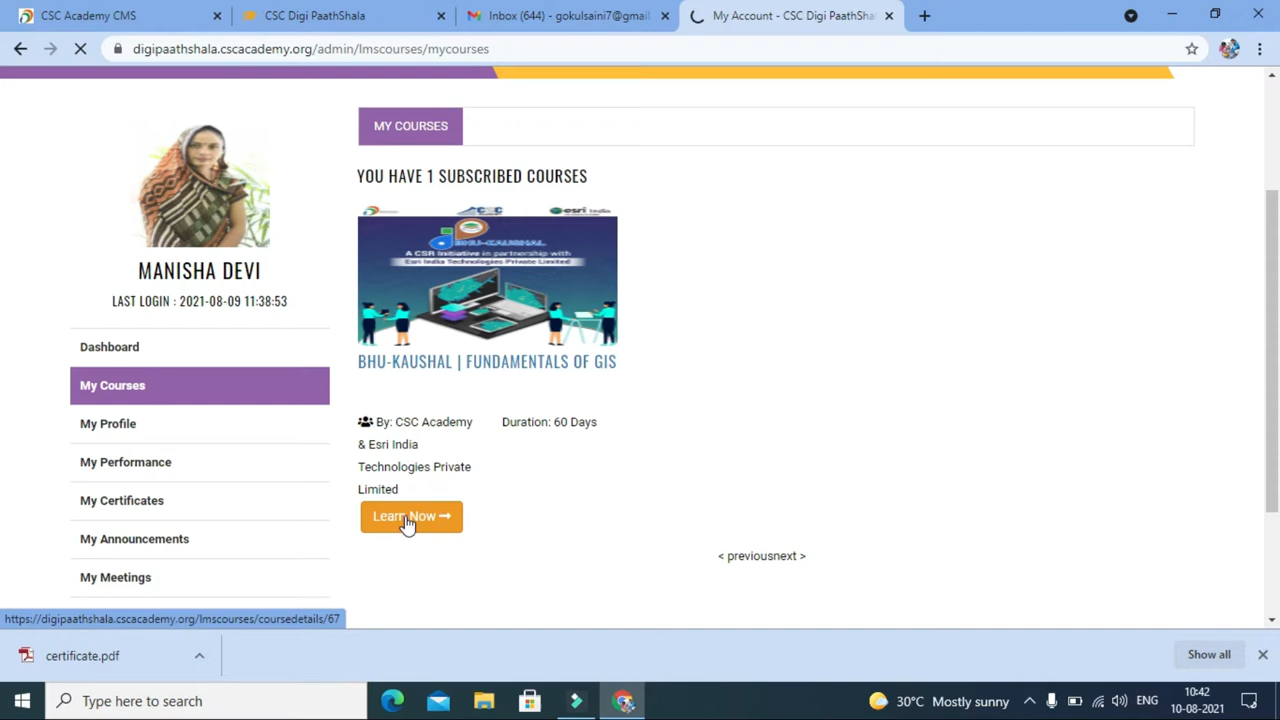 CSC Academy CMS
CSC Digi PaathShala
Inbox (644) - gokulsaini7@gmail
My Account - CSC Digi PaathSha
digipaathshala.cscacademy.org/admin/lmscourses/mycourses
MY COURSES
YOU HAVE 1 SUBSCRIBED COURSES
CSC
esri India
BHU-KAUSHAL
A CSR Initiative in partnership with
Esri India Technologies Private Limited
BHU-KAUSHAL | FUNDAMENTALS OF GIS
By: CSC Academy
& Esri India
Technologies Private
Limited
Duration: 60 Days
Learn Now
< previousnext >
MANISHA DEVI
LAST LOGIN : 2021-08-09 11:38:53
Dashboard
My Courses
My Profile
My Performance
My Certificates
My Announcements
My Meetings
https://digipaathshala.cscacademy.org/lmscourses/coursedetails/67
certificate.pdf
Show all
Type here to search
30°C Mostly sunny
ENG
10:42
10-08-2021